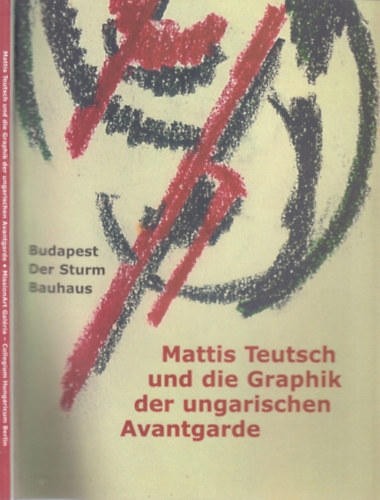 Mattis Teutsch und die Graphik der ungarischen Avantgarde • MissionArt Galéria – Collegium Hungaricum Berlin
Budapest
Der Sturm
Bauhaus
Mattis Teutsch
und die Graphik
der ungarischen
Avantgarde